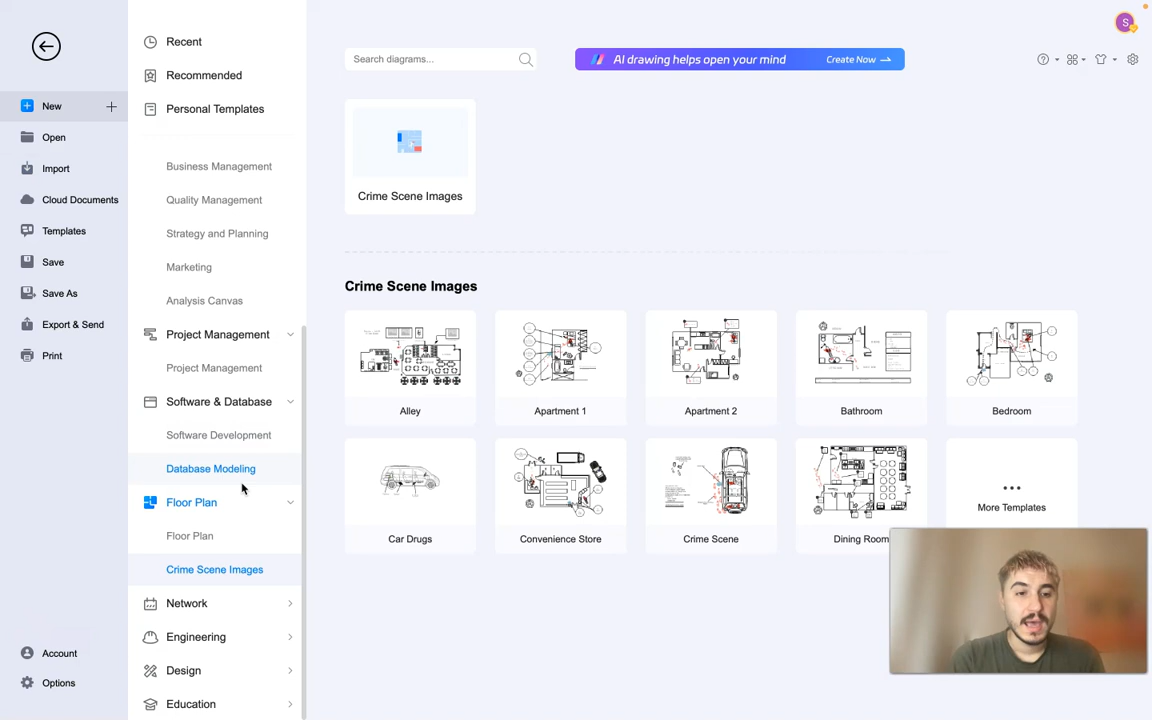 S
Search diagrams...
AI drawing helps open your mind
Create Now
New
Open
Import
Cloud Documents
Templates
Save
Save As
Export & Send
Print
Account
Options
Recent
Recommended
Personal Templates
Business Management
Quality Management
Strategy and Planning
Marketing
Analysis Canvas
Project Management
Project Management
Software & Database
Software Development
Database Modeling
Floor Plan
Floor Plan
Crime Scene Images
Network
Engineering
Design
Education
Crime Scene Images
Crime Scene Images
Alley
Apartment 1
Apartment 2
Bathroom
Bedroom
Car Drugs
Convenience Store
Crime Scene
Dining Room
More Templates